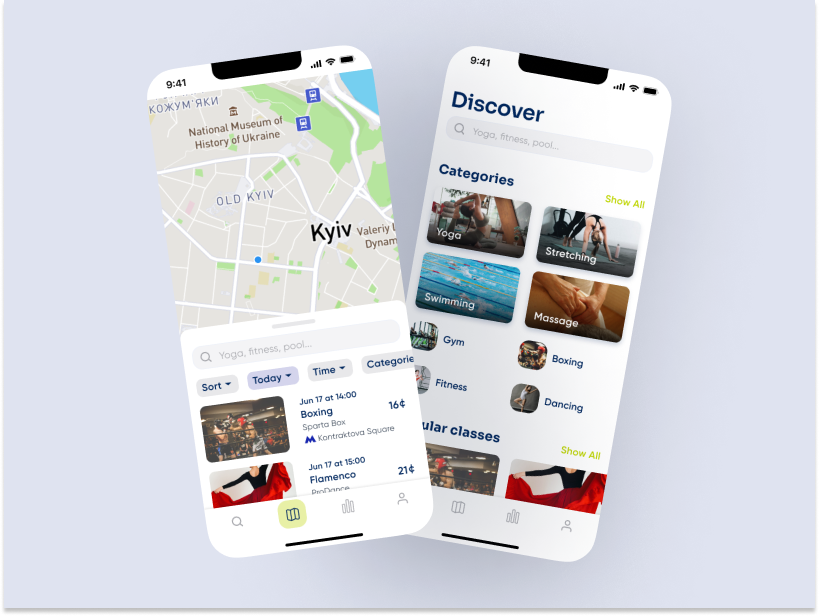 9:41
КОЖУМ'ЯКИ
National Museum of
History of Ukraine
OLD KYIV
Kyiv
Valeriy L
Dynam
Yoga, fitness, pool...
Sort
Today
Time
Categorie
Jun 17 at 14:00
Boxing
16¢
Sparta Box
Kontraktova Square
Jun 17 at 15:00
Flamenco
21¢
ProDance
9:41
Discover
Yoga, fitness, pool...
Categories
Show All
Yoga
Stretching
Swimming
Massage
Gym
Boxing
Fitness
Dancing
ular classes
Show All